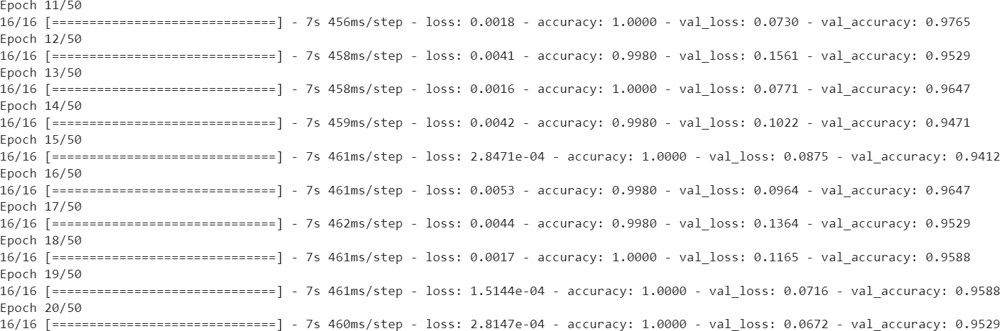 Epoch 11/50
16/16 [==============================] - 7s 456ms/step - loss: 0.0018 - accuracy: 1.0000 - val_loss: 0.0730 - val_accuracy: 0.9765
Epoch 12/50
16/16 [==============================] - 7s 458ms/step - loss: 0.0041 - accuracy: 0.9980 - val_loss: 0.1561 - val_accuracy: 0.9529
Epoch 13/50
16/16 [==============================] - 7s 458ms/step - loss: 0.0016 - accuracy: 1.0000 - val_loss: 0.0771 - val_accuracy: 0.9647
Epoch 14/50
16/16 [==============================] - 7s 459ms/step - loss: 0.0042 - accuracy: 0.9980 - val_loss: 0.1022 - val_accuracy: 0.9471
Epoch 15/50
16/16 [==============================] - 7s 461ms/step - loss: 2.8471e-04 - accuracy: 1.0000 - val_loss: 0.0875 - val_accuracy: 0.9412
Epoch 16/50
16/16 [==============================] - 7s 461ms/step - loss: 0.0053 - accuracy: 0.9980 - val_loss: 0.0964 - val_accuracy: 0.9647
Epoch 17/50
16/16 [==============================] - 7s 462ms/step - loss: 0.0044 - accuracy: 0.9980 - val_loss: 0.1364 - val_accuracy: 0.9529
Epoch 18/50
16/16 [==============================] - 7s 461ms/step - loss: 0.0017 - accuracy: 1.0000 - val_loss: 0.1165 - val_accuracy: 0.9588
Epoch 19/50
16/16 [==============================] - 7s 461ms/step - loss: 1.5144e-04 - accuracy: 1.0000 - val_loss: 0.0716 - val_accuracy: 0.9588
Epoch 20/50
16/16 [==============================] - 7s 460ms/step - loss: 2.8147e-04 - accuracy: 1.0000 - val_loss: 0.0672 - val_accuracy: 0.9529